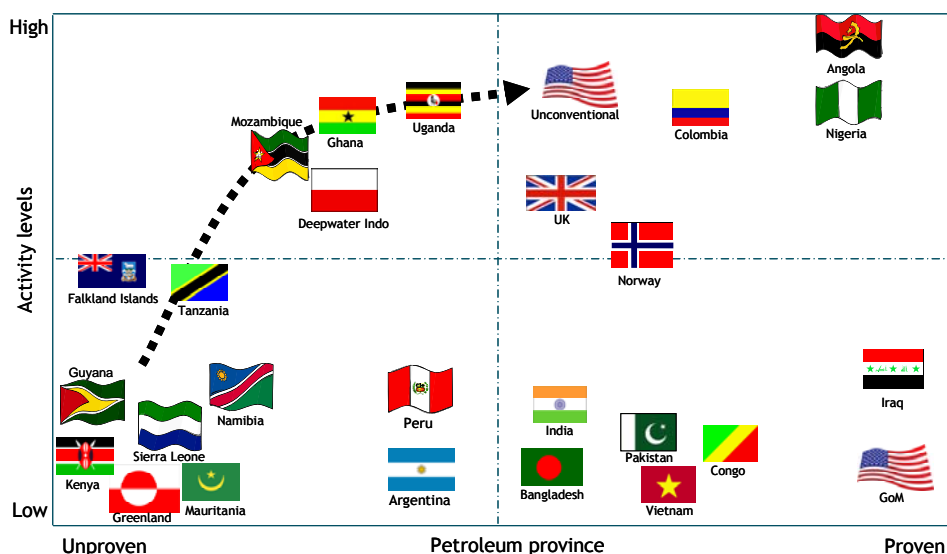 High
Angola
Mozambique
Ghana
Uganda
Unconventional
Colombia
Nigeria
Deepwater Indo
UK
Activity levels
Falkland Islands
Tanzania
Norway
Guyana
Namibia
Sierra Leone
Peru
India
Iraq
Kenya
Greenland
Mauritania
Argentina
Bangladesh
Pakistan
Vietnam
Congo
GoM
Low
Unproven
Petroleum province
Proven